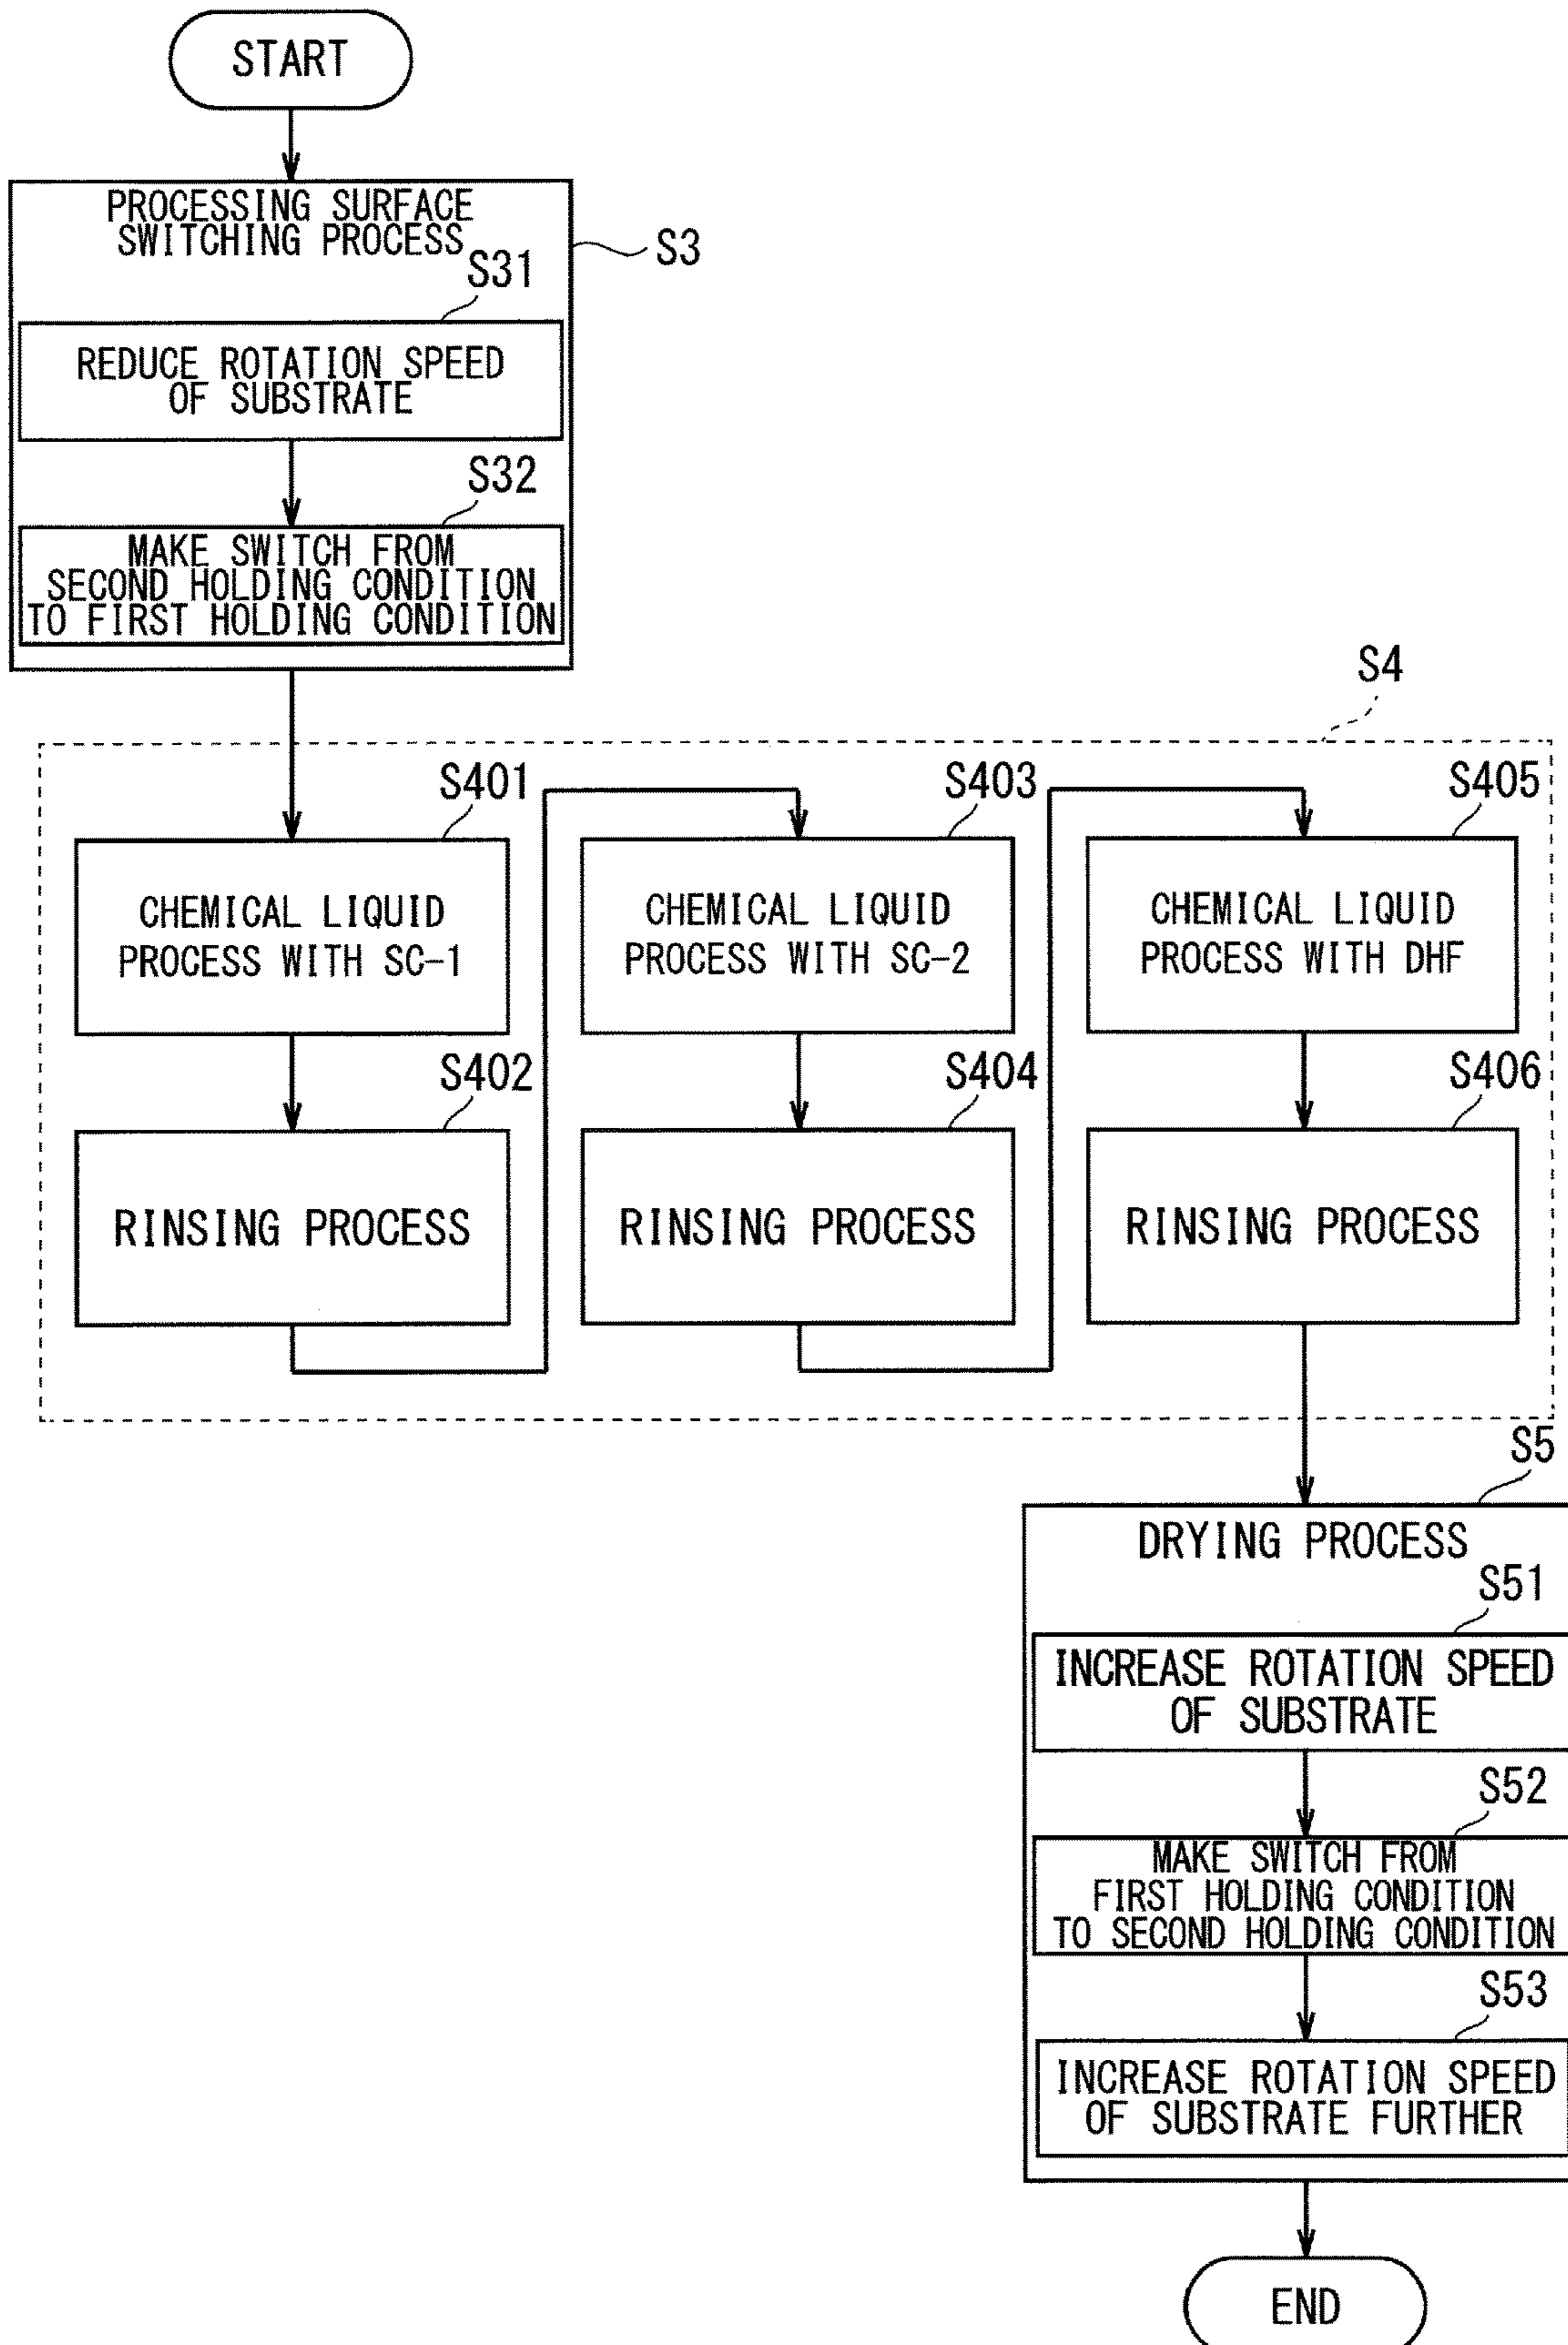 START
PROCESSING SURFACE
SWITCHING PROCESS
S3
S31
REDUCE ROTATION SPEED
OF SUBSTRATE
S32
MAKE SWITCH FROM
SECOND HOLDING CONDITION
TO FIRST HOLDING CONDITION
S4
S401
CHEMICAL LIQUID
PROCESS WITH SC-1
S402
RINSING PROCESS
S403
CHEMICAL LIQUID
PROCESS WITH SC-2
S404
RINSING PROCESS
S405
CHEMICAL LIQUID
PROCESS WITH DHF
S406
RINSING PROCESS
S5
DRYING PROCESS
S51
INCREASE ROTATION SPEED
OF SUBSTRATE
S52
MAKE SWITCH FROM
FIRST HOLDING CONDITION
TO SECOND HOLDING CONDITION
S53
INCREASE ROTATION SPEED
OF SUBSTRATE FURTHER
END